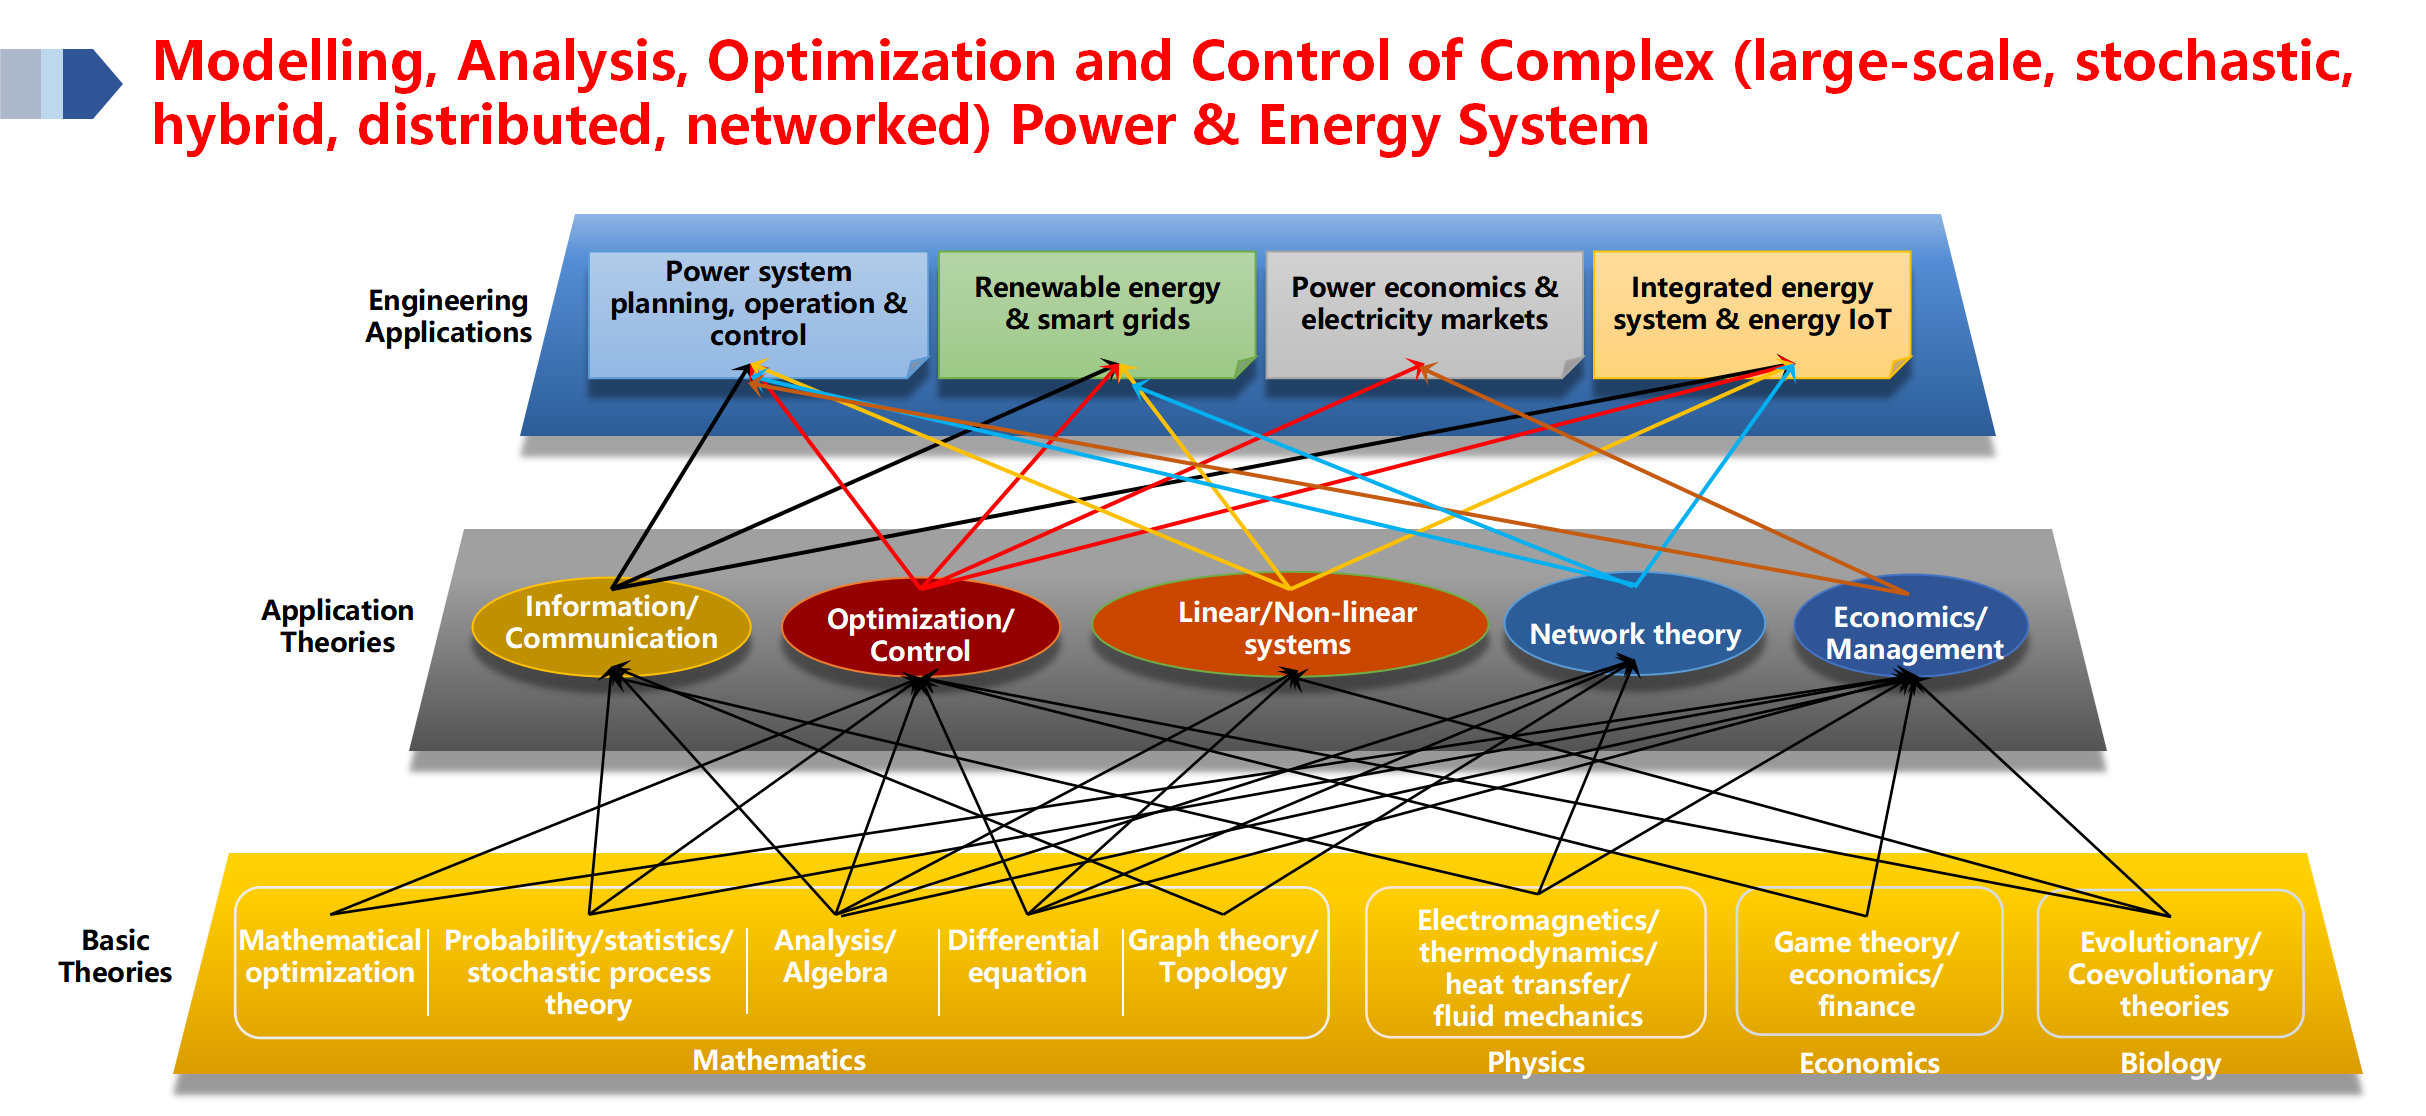 Modelling, Analysis, Optimization and Control of Complex (large-scale, stochastic,
hybrid, distributed, networked) Power & Energy System
Engineering
Applications
Power system
planning, operation &
control
Renewable energy
& smart grids
Power economics &
electricity markets
Integrated energy
system & energy IoT
Application
Theories
Information/
Communication
Optimization/
Control
Linear/Non-linear
systems
Network theory
Economics/
Management
Basic
Theories
Mathematical
optimization
Probability/statistics/
stochastic process
theory
Analysis/
Algebra
Differential
equation
Graph theory/
Topology
Electromagnetics/
thermodynamics/
heat transfer/
fluid mechanics
Game theory/
economics/
finance
Evolutionary/
Coevolutionary
theories
Mathematics
Physics
Economics
Biology